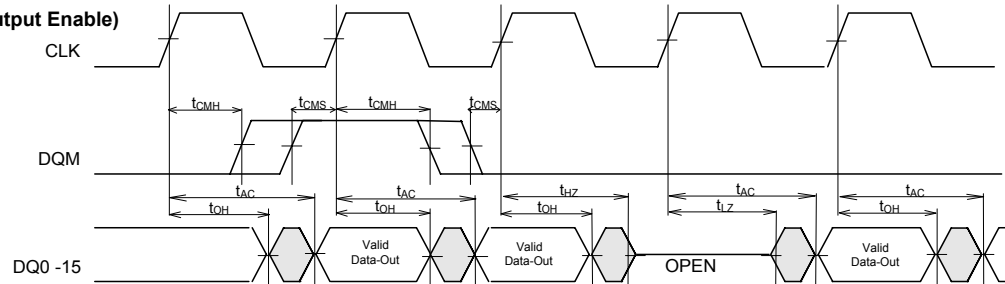 utput Enable)
CLK
tCMH
tCMS
tCMH
tCMS
DQM
tAC
tAC
tHZ
tAC
tAC
tOH
tOH
tOH
tLZ
tOH
DQ0 -15
Valid
Data-Out
Valid
Data-Out
OPEN
Valid
Data-Out